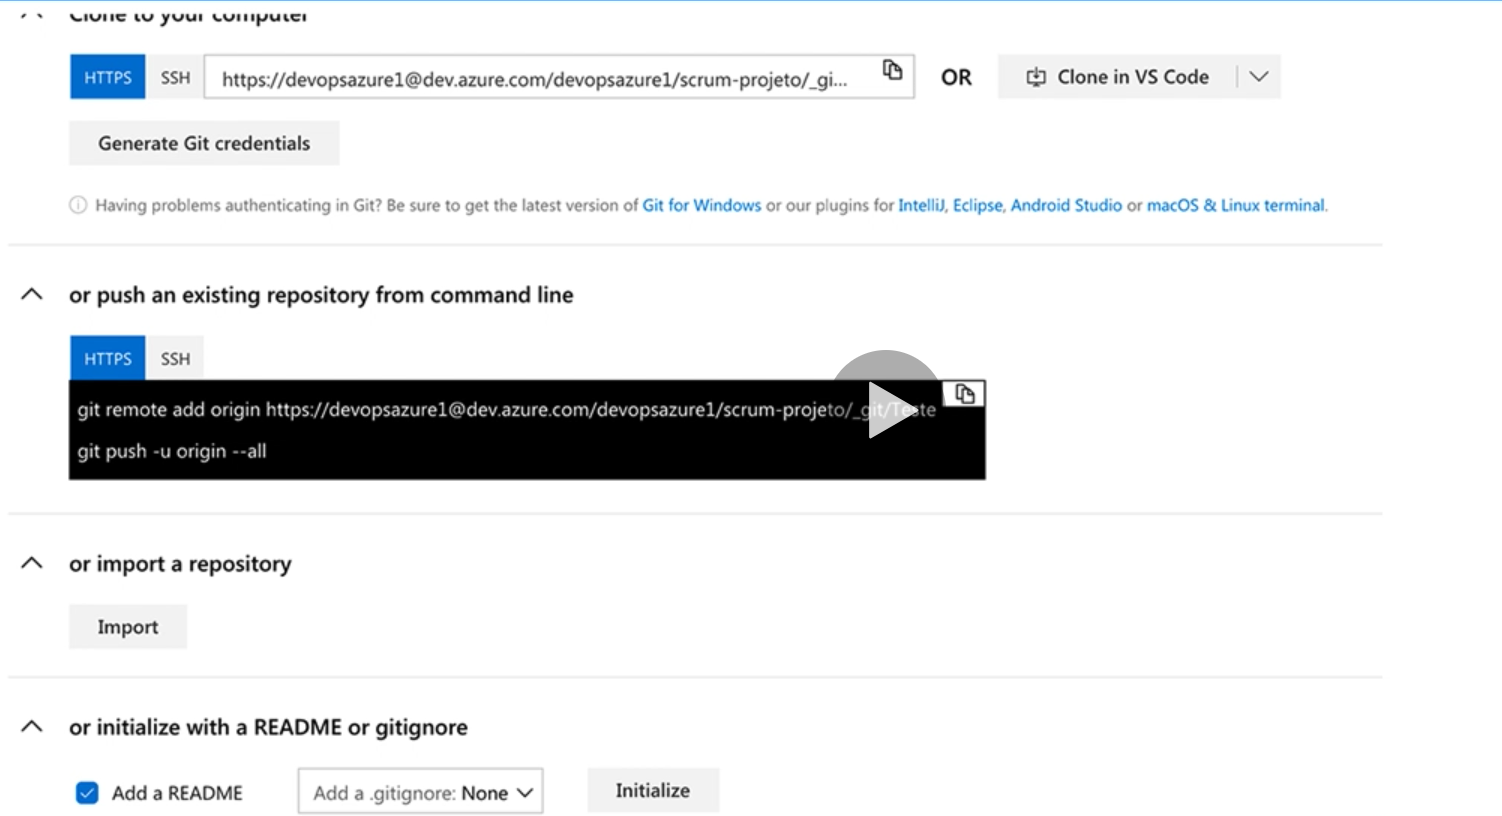 Clone to your computer
HTTPS SSH https://devopsazure1@dev.azure.com/devopsazure1/scrum-projeto/_gi... OR Clone in VS Code
Generate Git credentials
Having problems authenticating in Git? Be sure to get the latest version of Git for Windows or our plugins for IntelliJ, Eclipse, Android Studio or macOS & Linux terminal.
or push an existing repository from command line
HTTPS SSH
git remote add origin https://devopsazure1@dev.azure.com/devopsazure1/scrum-projeto/_git/Teste
git push -u origin --all
or import a repository
Import
or initialize with a README or gitignore
Add a README Add a .gitignore: None Initialize